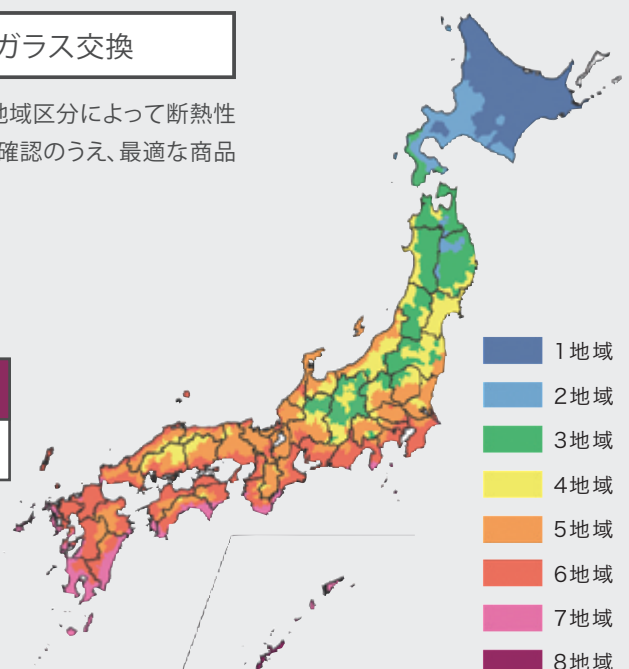 ガラス交換
地域区分によって断熱性
確認のうえ、最適な商品
1地域
2地域
3地域
4地域
5地域
6地域
7地域
8地域